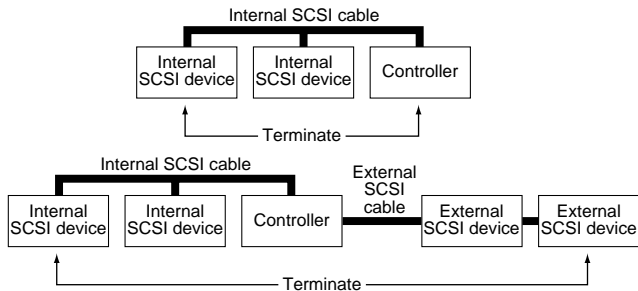 Internal SCSI cable
Internal
SCSI device
Internal
SCSI device
Controller
Terminate
Internal SCSI cable
External
SCSI
cable
Internal
SCSI device
Internal
SCSI device
Controller
External
SCSI device
External
SCSI device
Terminate